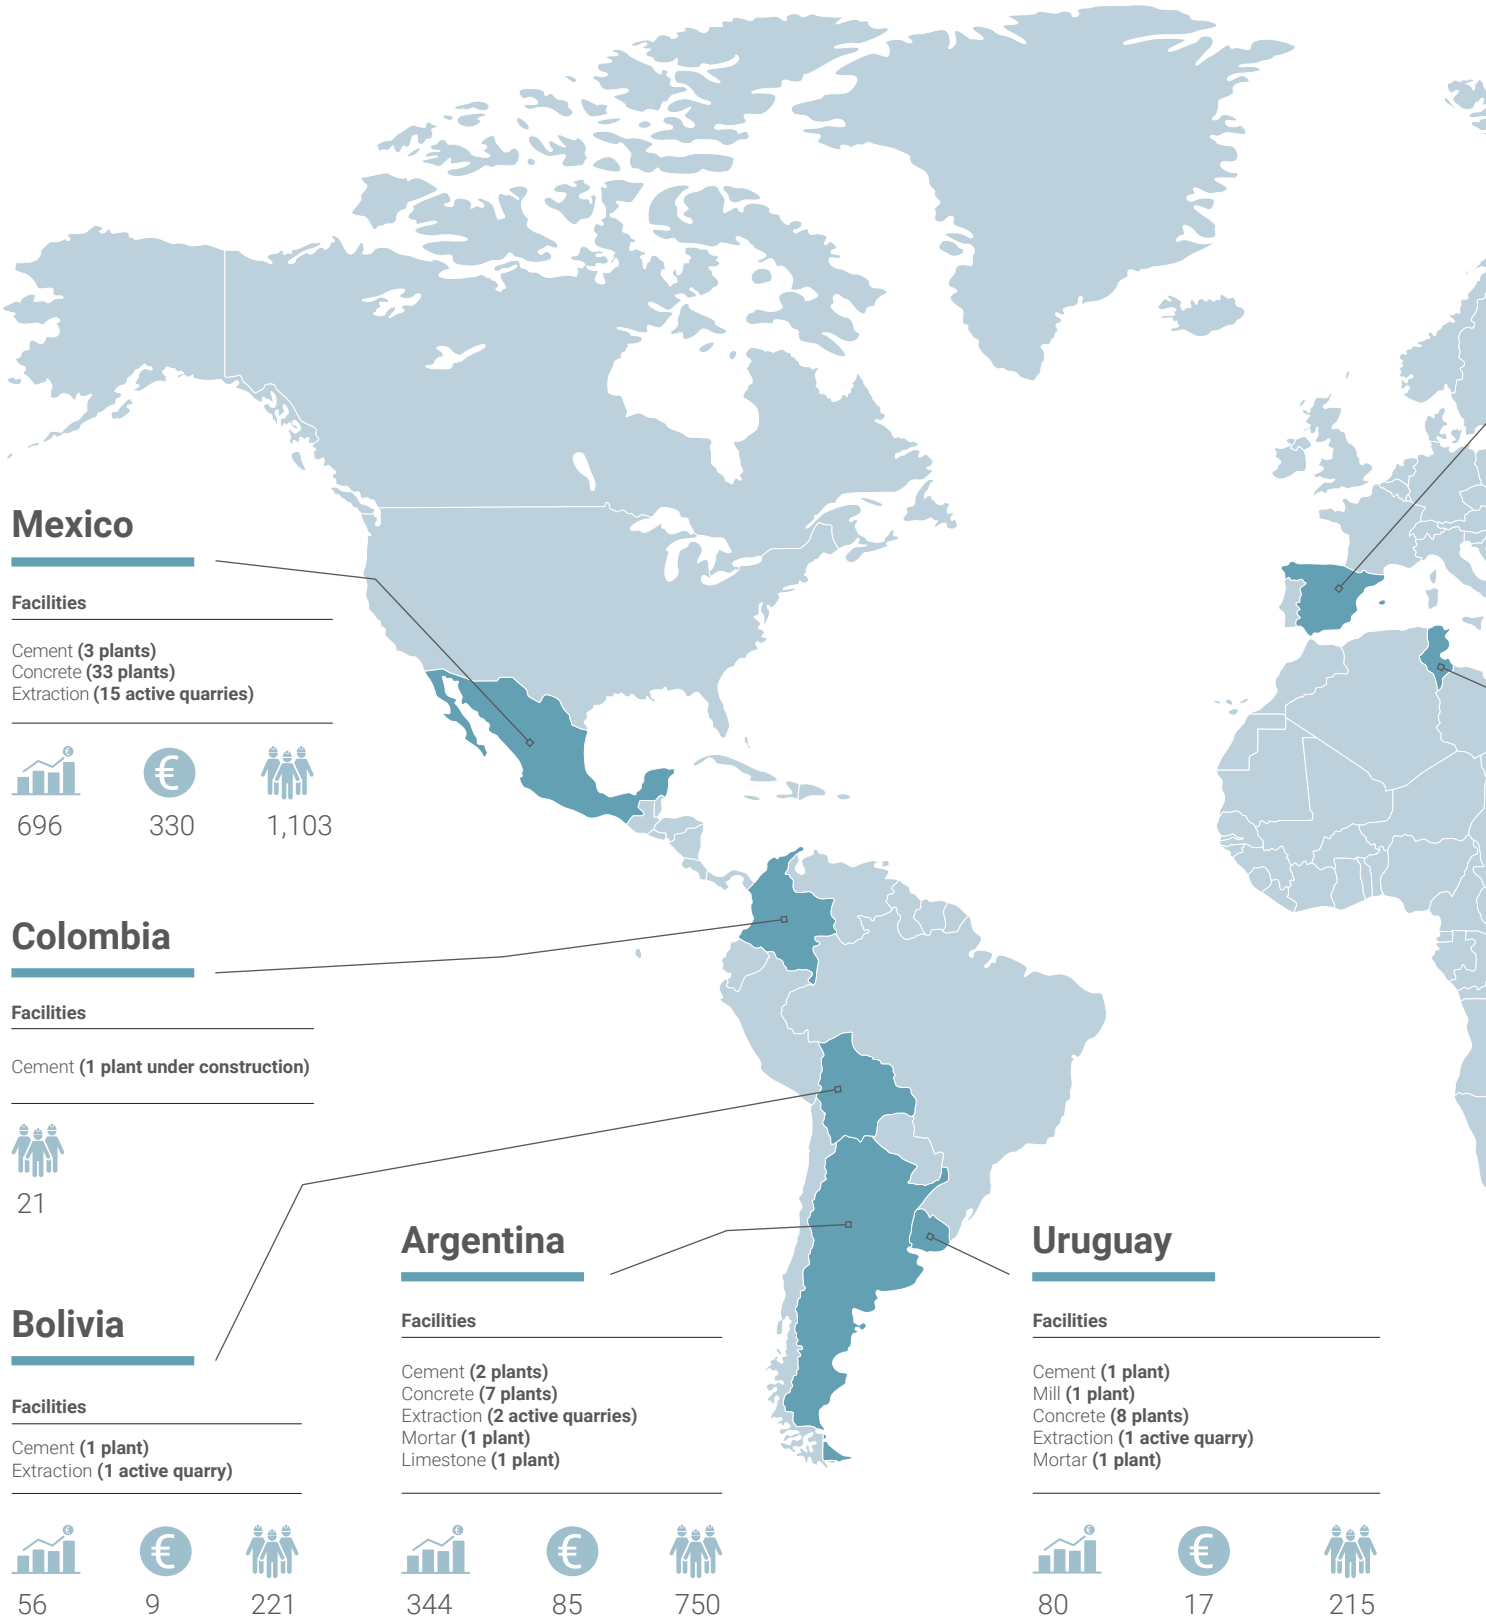 Mexico
Facilities
Cement (3 plants)
Concrete (33 plants)
Extraction (15 active quarries)
€
€
696 330 1,103
Colombia
Facilities
Cement (1 plant under construction)
21
Bolivia
Facilities
Cement (1 plant)
Extraction (1 active quarry)
€
€
56 9 221
Argentina
Facilities
Cement (2 plants)
Concrete (7 plants)
Extraction (2 active quarries)
Mortar (1 plant)
Limestone (1 plant)
€
€
344 85 750
Uruguay
Facilities
Cement (1 plant)
Mill (1 plant)
Concrete (8 plants)
Extraction (1 active quarry)
Mortar (1 plant)
€
€
80 17 215